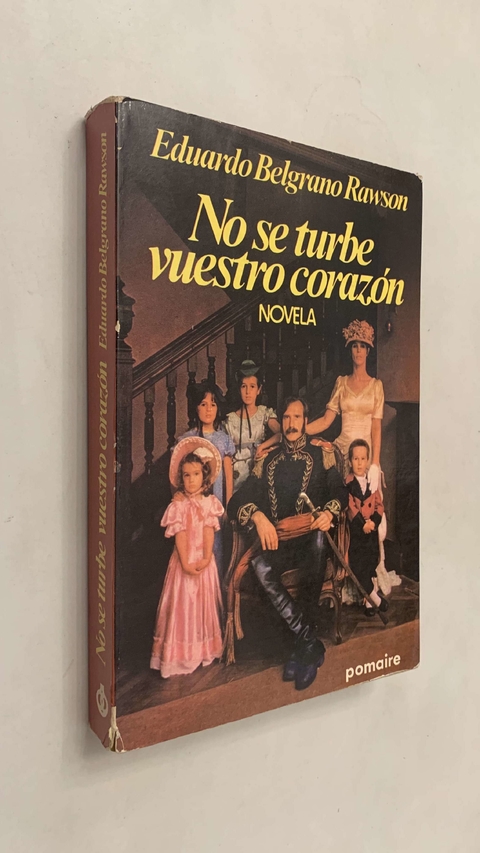 Eduardo Belgrano Rawson
No se turbe
vuestro corazón
NOVELA
pomaire
No se turbe vuestro corazón Eduardo Belgrano Rawson